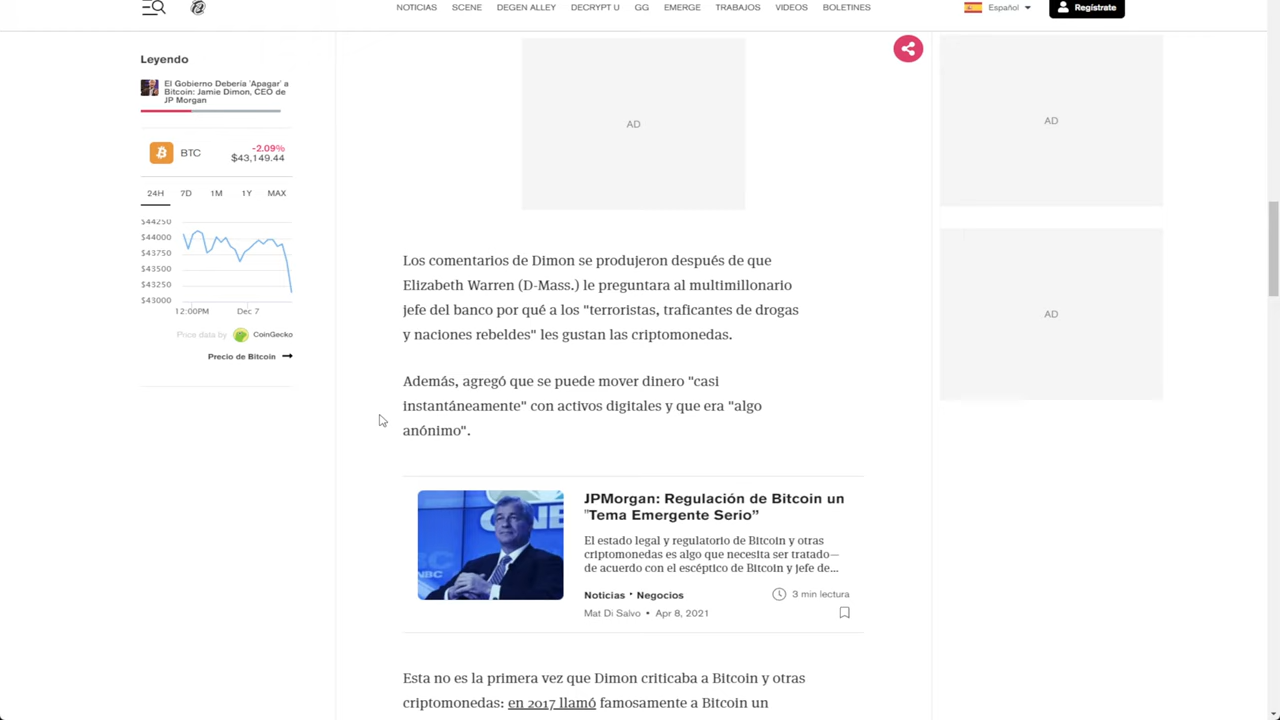 NOTICIAS SCENE DEGEN ALLEY DECRYPT U GG EMERGE TRABAJOS VIDEOS BOLETINES
Español
Regístrate
Leyendo
El Gobierno Debería 'Apagar' a
Bitcoin: Jamie Dimon, CEO de
JP Morgan
BTC
-2.09%
$43,149.44
24H 7D 1M 1Y MAX
$44250
$44000
$43750
$43500
$43250
$43000
12:00PM Dec 7
Price data by CoinGecko
Precio de Bitcoin
AD
Los comentarios de Dimon se produjeron después de que
Elizabeth Warren (D-Mass.) le preguntara al multimillonario
jefe del banco por qué a los "terroristas, traficantes de drogas
y naciones rebeldes" les gustan las criptomonedas.
Además, agregó que se puede mover dinero "casi
instantáneamente" con activos digitales y que era "algo
anónimo".
JPMorgan: Regulación de Bitcoin un
"Tema Emergente Serio”
El estado legal y regulatorio de Bitcoin y otras
criptomonedas es algo que necesita ser tratado—
de acuerdo con el escéptico de Bitcoin y jefe de...
Noticias • Negocios
3 min lectura
Mat Di Salvo • Apr 8, 2021
Esta no es la primera vez que Dimon criticaba a Bitcoin y otras
criptomonedas: en 2017 llamó famosamente a Bitcoin un
AD
AD